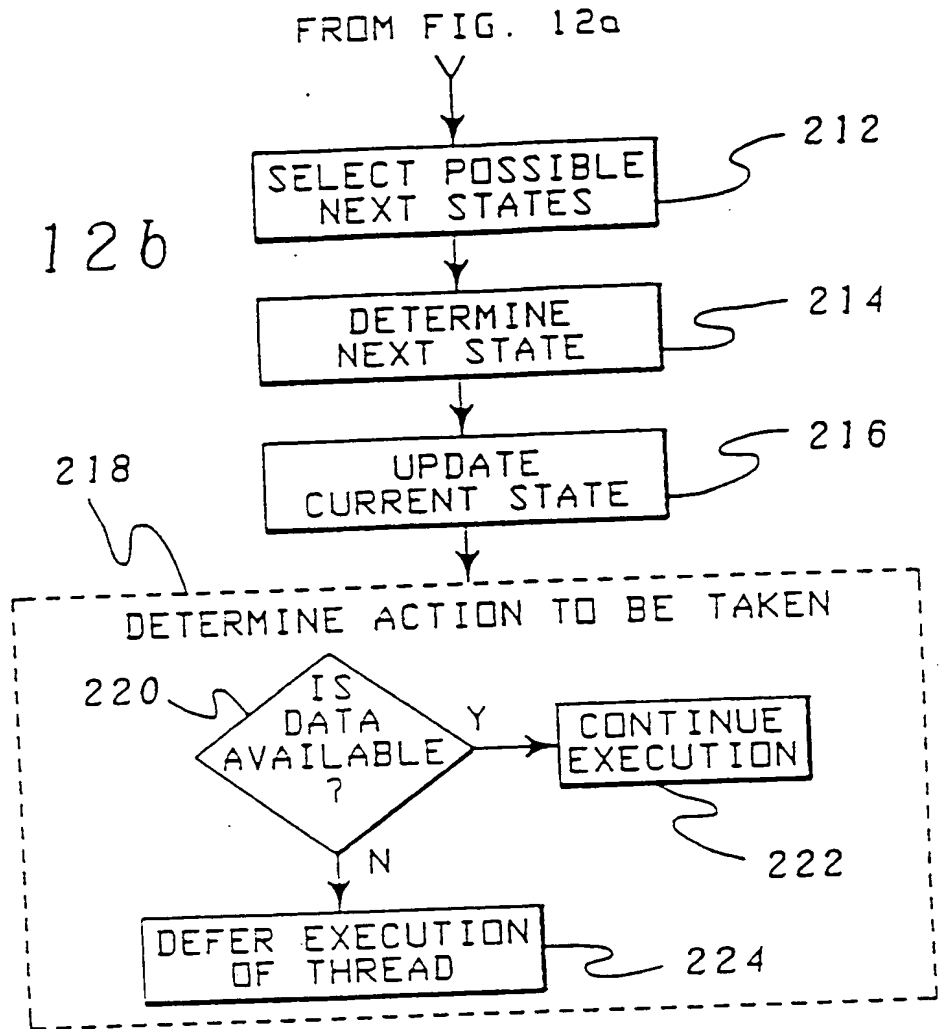 FROM FIG. 12a
212
SELECT POSSIBLE
NEXT STATES
12b
214
DETERMINE
NEXT STATE
216
UPDATE
CURRENT STATE
218
DETERMINE ACTION TO BE TAKEN
220
IS
DATA
AVAILABLE
?
Y
CONTINUE
EXECUTION
222
N
DEFER EXECUTION
OF THREAD
224